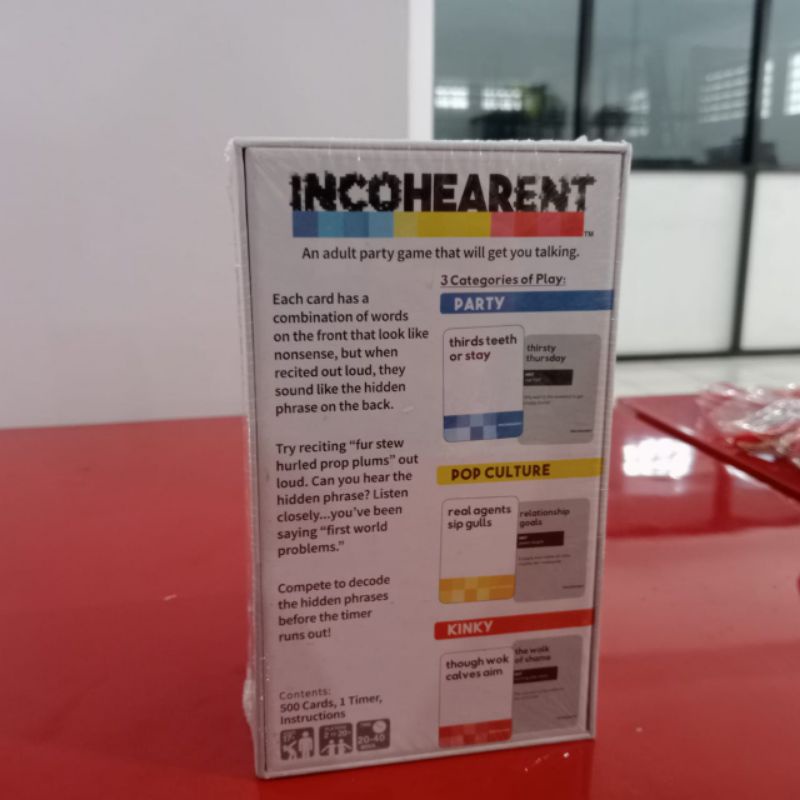 INCOHEARENT
TM
An adult party game that will get you talking.
Each card has a
combination of words
on the front that look like
nonsense, but when
recited out loud, they
sound like the hidden
phrase on the back.
Try reciting "fur stew
hurled prop plums" out
loud. Can you hear the
hidden phrase? Listen
closely...you've been
saying "first world
problems."
Compete to decode
the hidden phrases
before the timer
runs out!
Contents:
500 Cards, 1 Timer,
Instructions
20-40
3 Categories of Play:
PARTY
thirds teeth
or stay
thirsty
thursday
POP CULTURE
real agents
sip gulls
relationship
goals
KINKY
though wok
calves aim
the walk
of shame